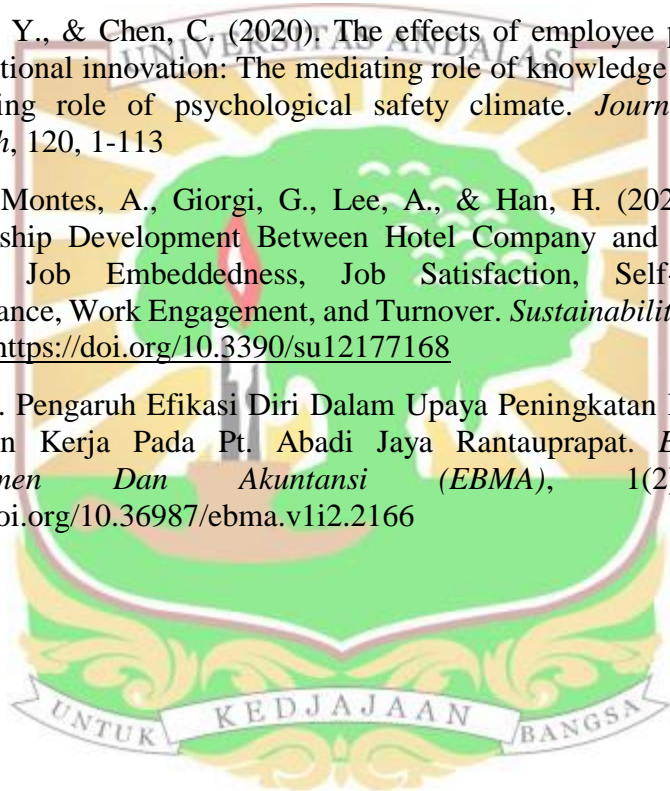 UNIVERSITAS ANDALAS
Y., & Chen, C. (2020). The effects of employee p
tional innovation: The mediating role of knowledge
ing role of psychological safety climate. Journ
h, 120, 1-113
Montes, A., Giorgi, G., Lee, A., & Han, H. (202
ship Development Between Hotel Company and
Job Embeddedness, Job Satisfaction, Self-
ance, Work Engagement, and Turnover. Sustainabilit
https://doi.org/10.3390/su12177168
. Pengaruh Efikasi Diri Dalam Upaya Peningkatan
n Kerja Pada Pt. Abadi Jaya Rantauprapat. E
men Dan Akuntansi (EBMA), 1(2
oi.org/10.36987/ebma.v1i2.2166
UNTUK KEDJAJAAN BANGSA